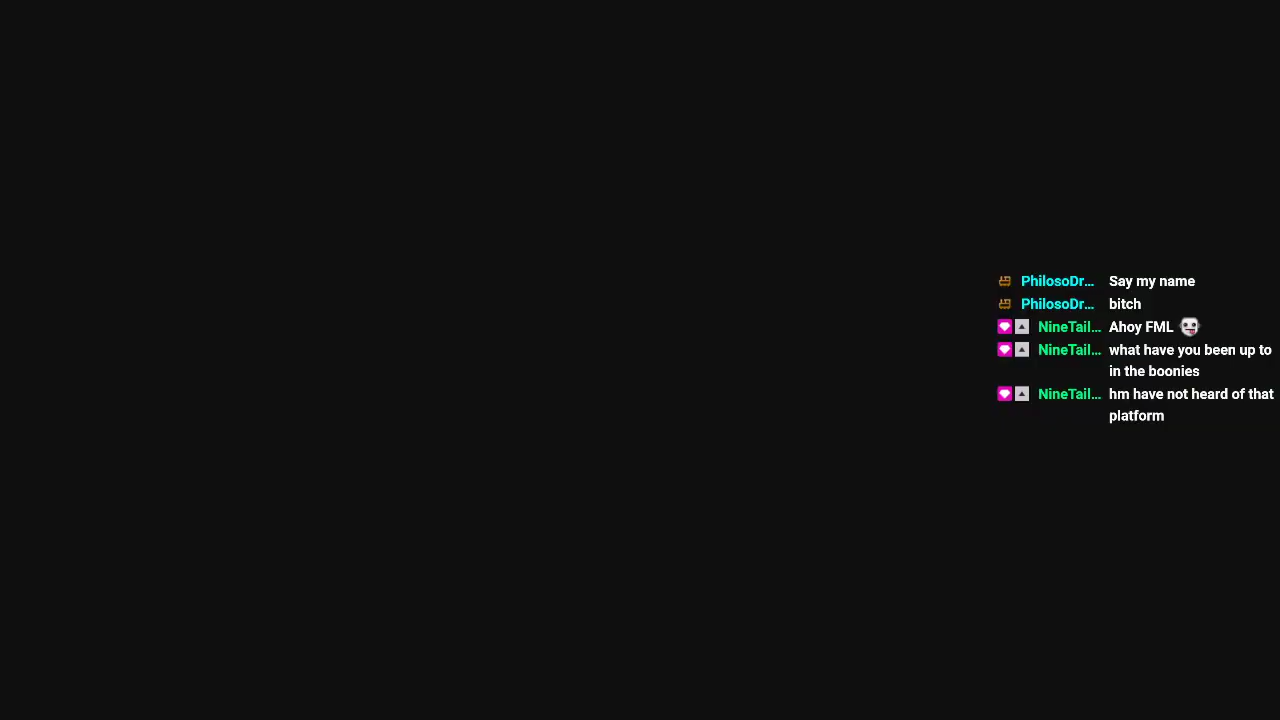 PhilosoDr... Say my name
PhilosoDr... bitch
NineTail... Ahoy FML
NineTail... what have you been up to
in the boonies
NineTail... hm have not heard of that
platform